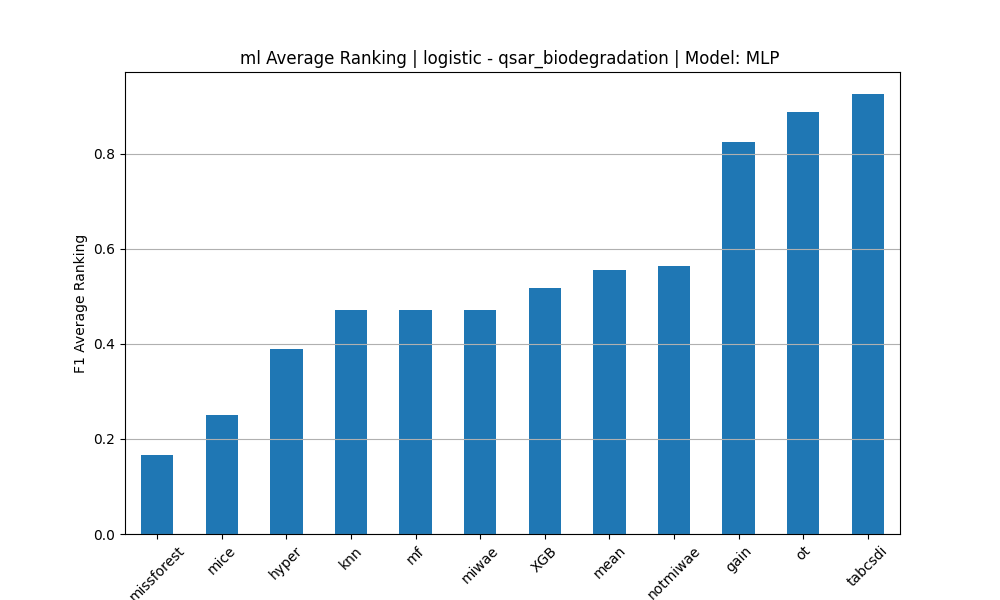 ml Average Ranking | logistic - qsar_biodegradation | Model: MLP
F1 Average Ranking
0.8
0.6
0.4
0.2
0.0
missforest
mice
hyper
knn
mf
miwae
XGB
mean
notmiwae
gain
ot
tabcsdi